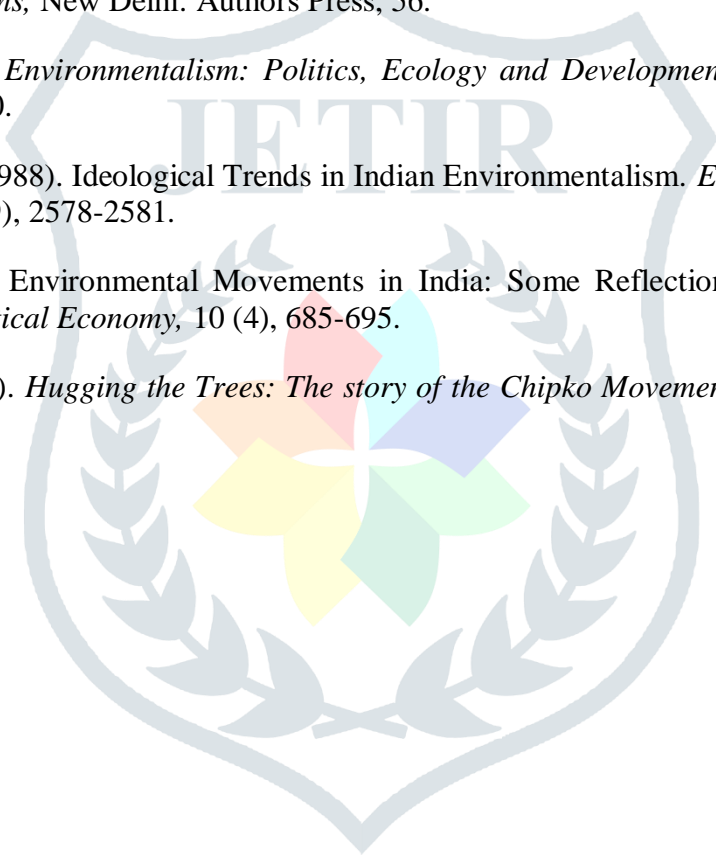 ns, New Delhi: Authors Press, 56.
Environmentalism: Politics, Ecology and Developmen
).
988). Ideological Trends in Indian Environmentalism. E
), 2578-2581.
Environmental Movements in India: Some Reflection
tical Economy, 10 (4), 685-695.
). Hugging the Trees: The story of the Chipko Movemen
JETIR